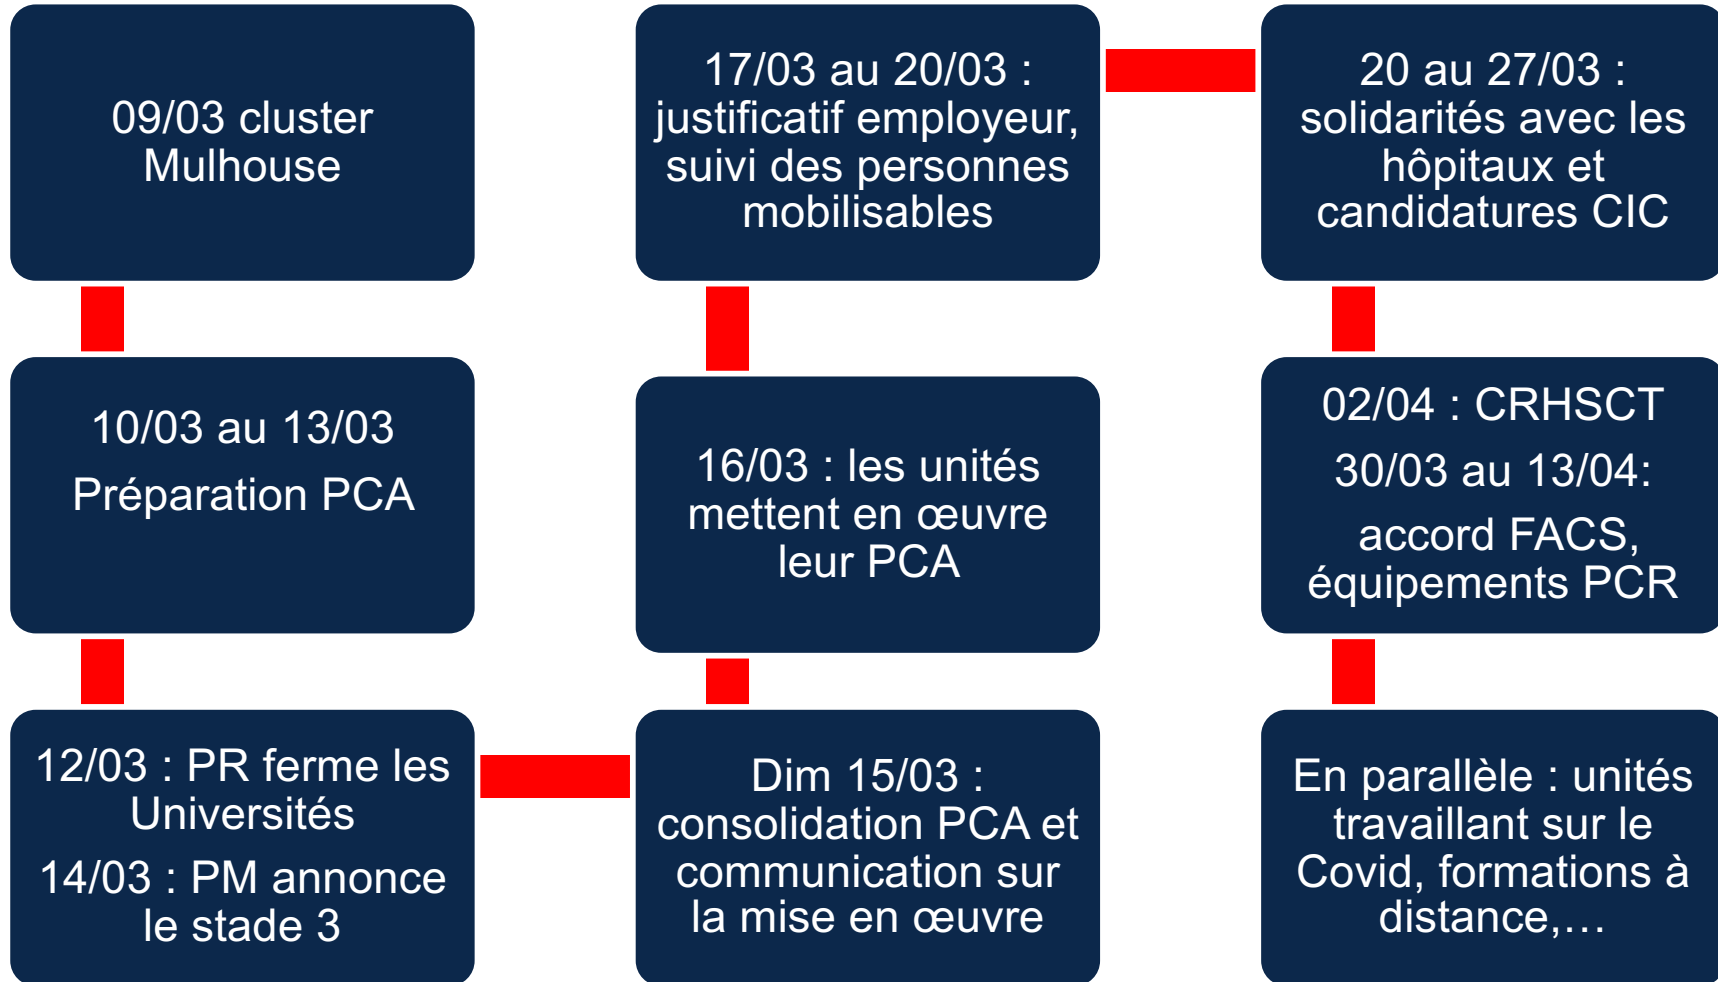 09/03 cluster
Mulhouse
10/03 au 13/03
Préparation PCA
12/03 : PR ferme les
Universités
14/03 : PM annonce
le stade 3
Dim 15/03 :
consolidation PCA et
communication sur
la mise en œuvre
16/03 : les unités
mettent en œuvre
leur PCA
17/03 au 20/03 :
justificatif employeur,
suivi des personnes
mobilisables
20 au 27/03 :
solidarités avec les
hôpitaux et
candidatures CIC
02/04 : CRHSCT
30/03 au 13/04:
accord FACS,
équipements PCR
En parallèle : unités
travaillant sur le
Covid, formations à
distance,…